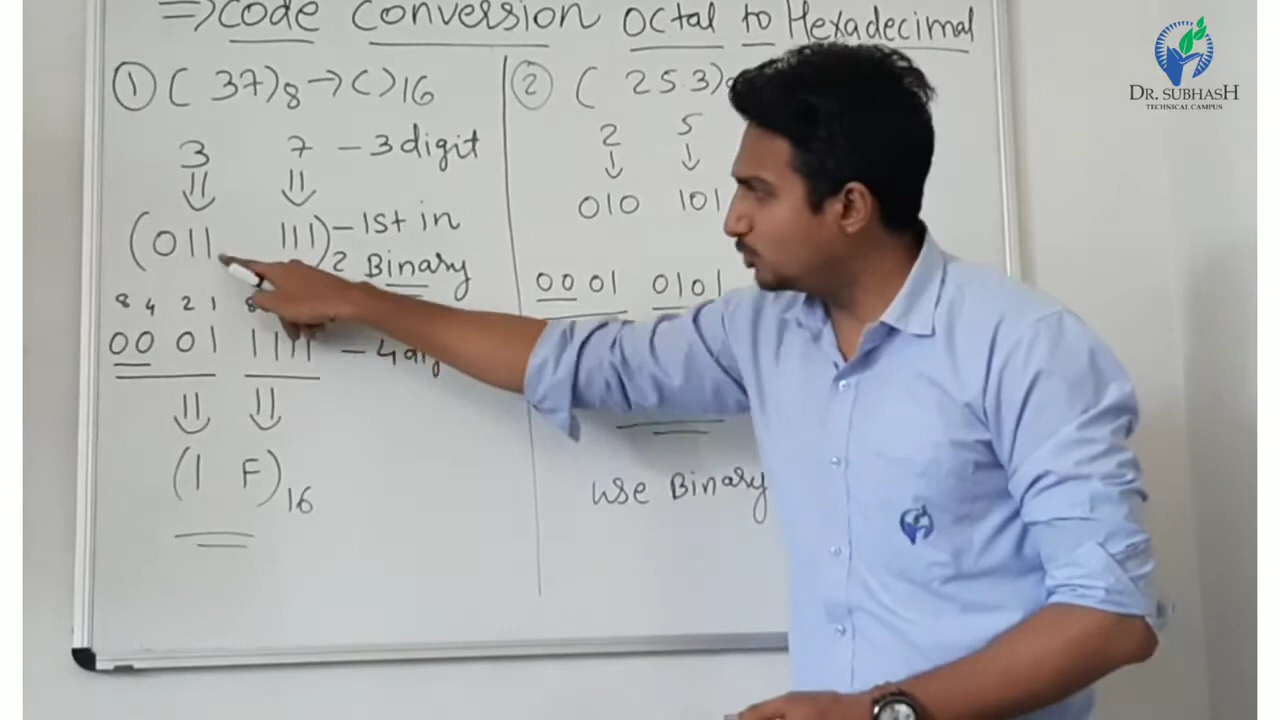 ⇒ Code Conversion Octal to Hexadecimal
① ( 37)8 → ( )16
3 7 – 3 digit
(011 111)2 – 1st in
Binary
8 4 2 1
0001 1111 – 4
(1 F)16
② ( 253)
2 5
010 101
0001 0101
use Binary
DR. SUBHASH
TECHNICAL CAMPUS